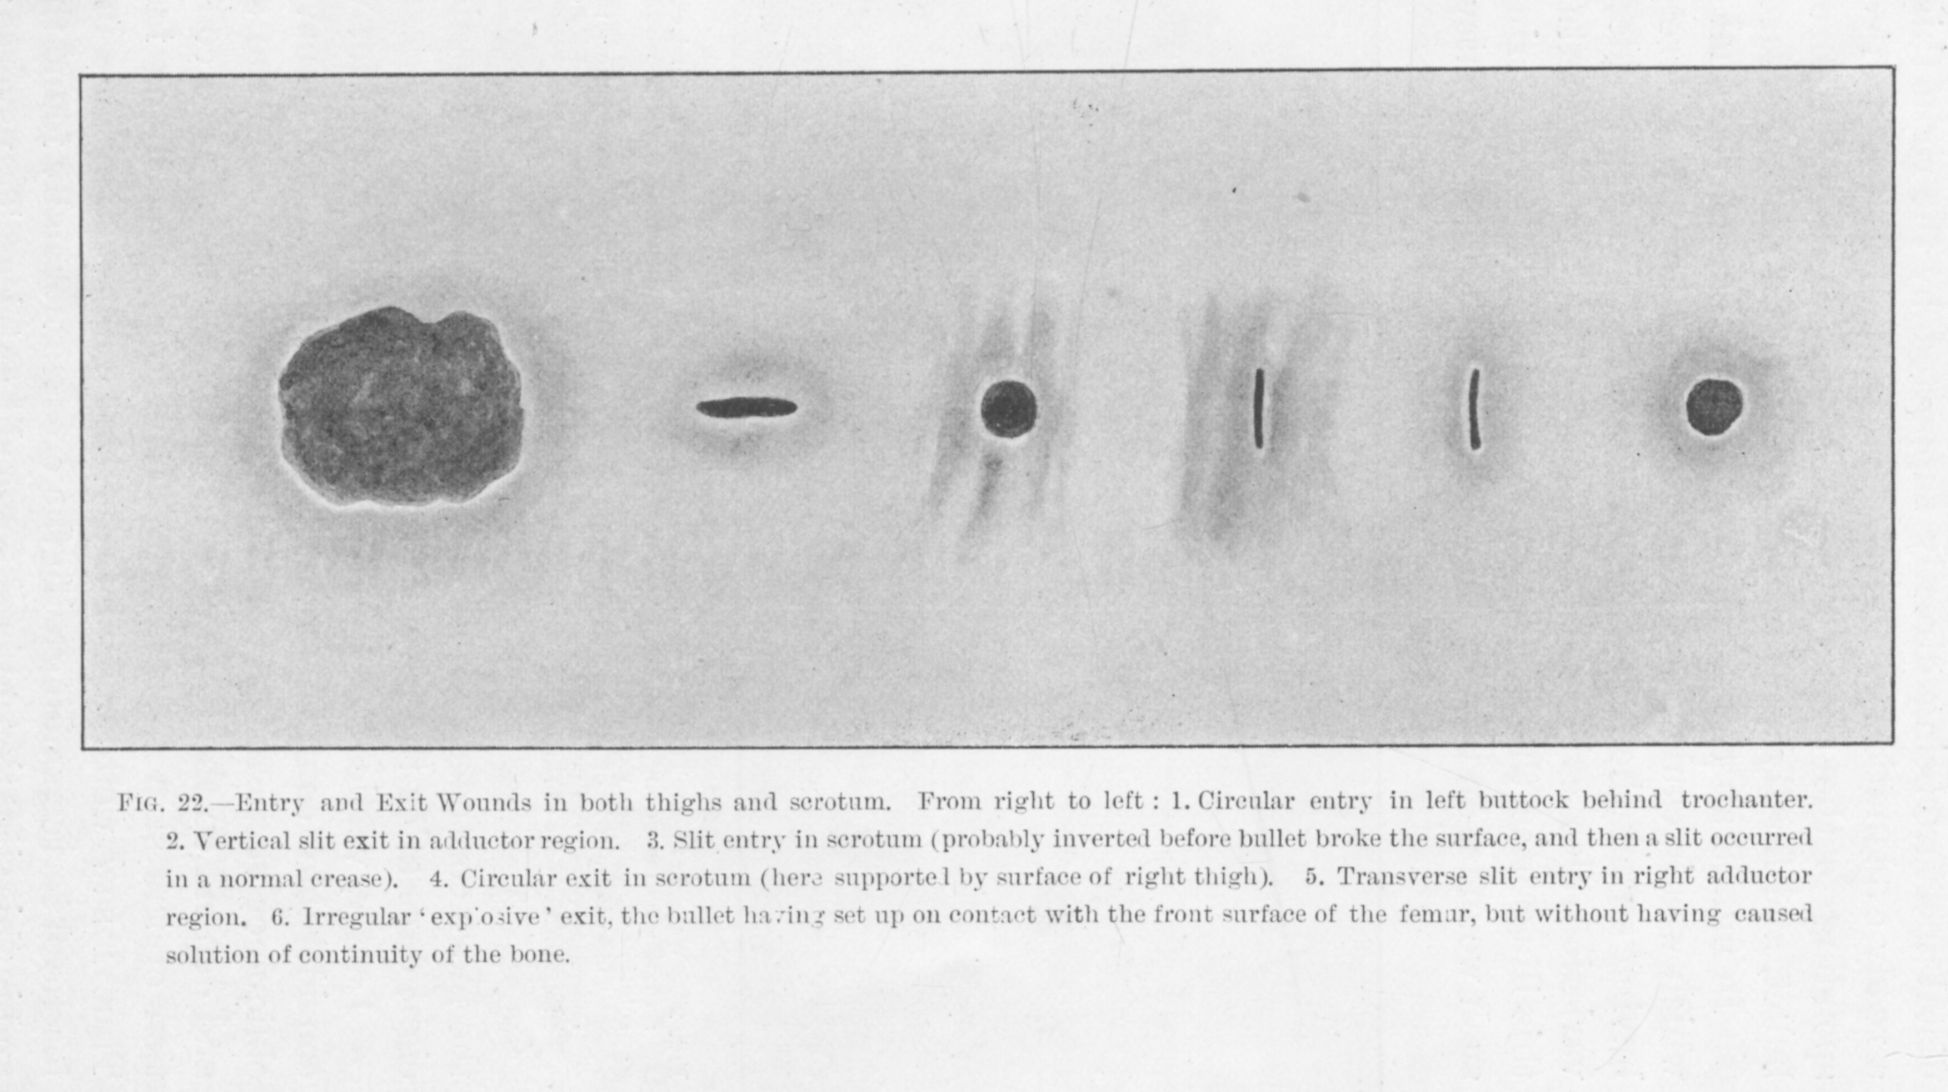 FIG. 22.—Entry and Exit Wounds in both thighs and scrotum. From right to left : 1. Circular entry in left buttock behind trochanter.
2. Vertical slit exit in adductor region. 3. Slit entry in scrotum (probably inverted before bullet broke the surface, and then a slit occurred
in a normal crease). 4. Circular exit in scrotum (here supported by surface of right thigh). 5. Transverse slit entry in right adductor
region. 6. Irregular ‘explosive’ exit, the bullet having set up on contact with the front surface of the femur, but without having caused
solution of continuity of the bone.